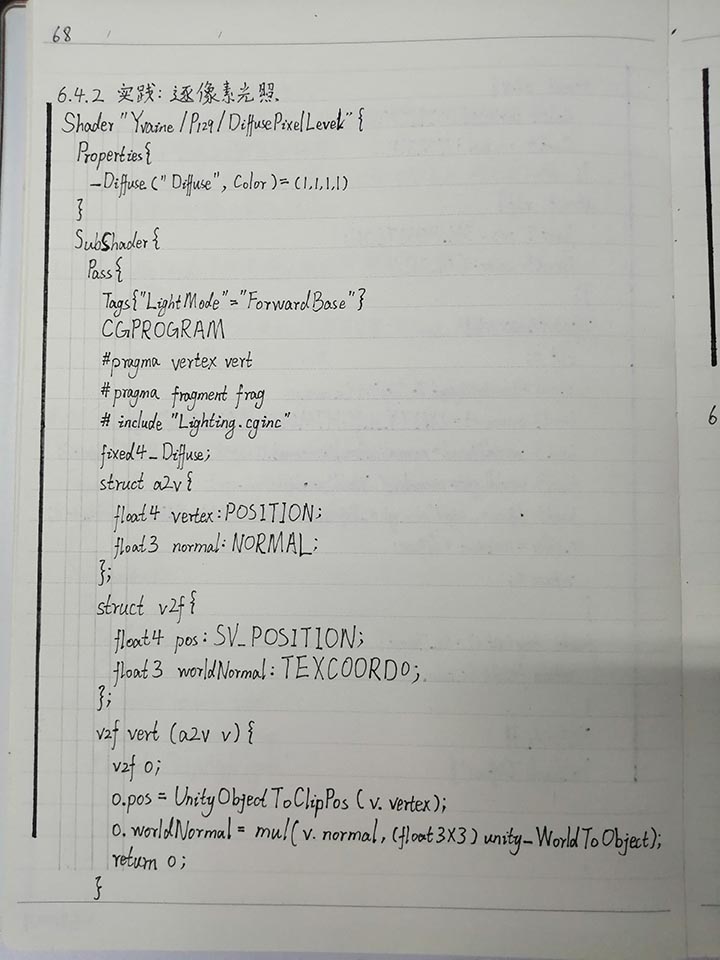 68
6.4.2 实践: 逐像素光照
Shader "Yvaine/P129/DiffusePixelLevel" {
Properties{
_Diffuse ("Diffuse", Color) = (1,1,1,1)
}
SubShader{
Pass{
Tags{"LightMode"="ForwardBase"}
CGPROGRAM
#pragma vertex vert
#pragma fragment frag
# include "Lighting.cginc"
fixed4 _Diffuse;
struct a2v{
float4 vertex:POSITION;
float3 normal:NORMAL;
};
struct v2f{
float4 pos: SV_POSITION;
float3 worldNormal: TEXCOORD0;
};
v2f vert (a2v v) {
v2f o;
o.pos = UnityObjectToClipPos (v.vertex);
o.worldNormal = mul(v.normal, (float3X3) unity_WorldToObject);
return o;
}
6